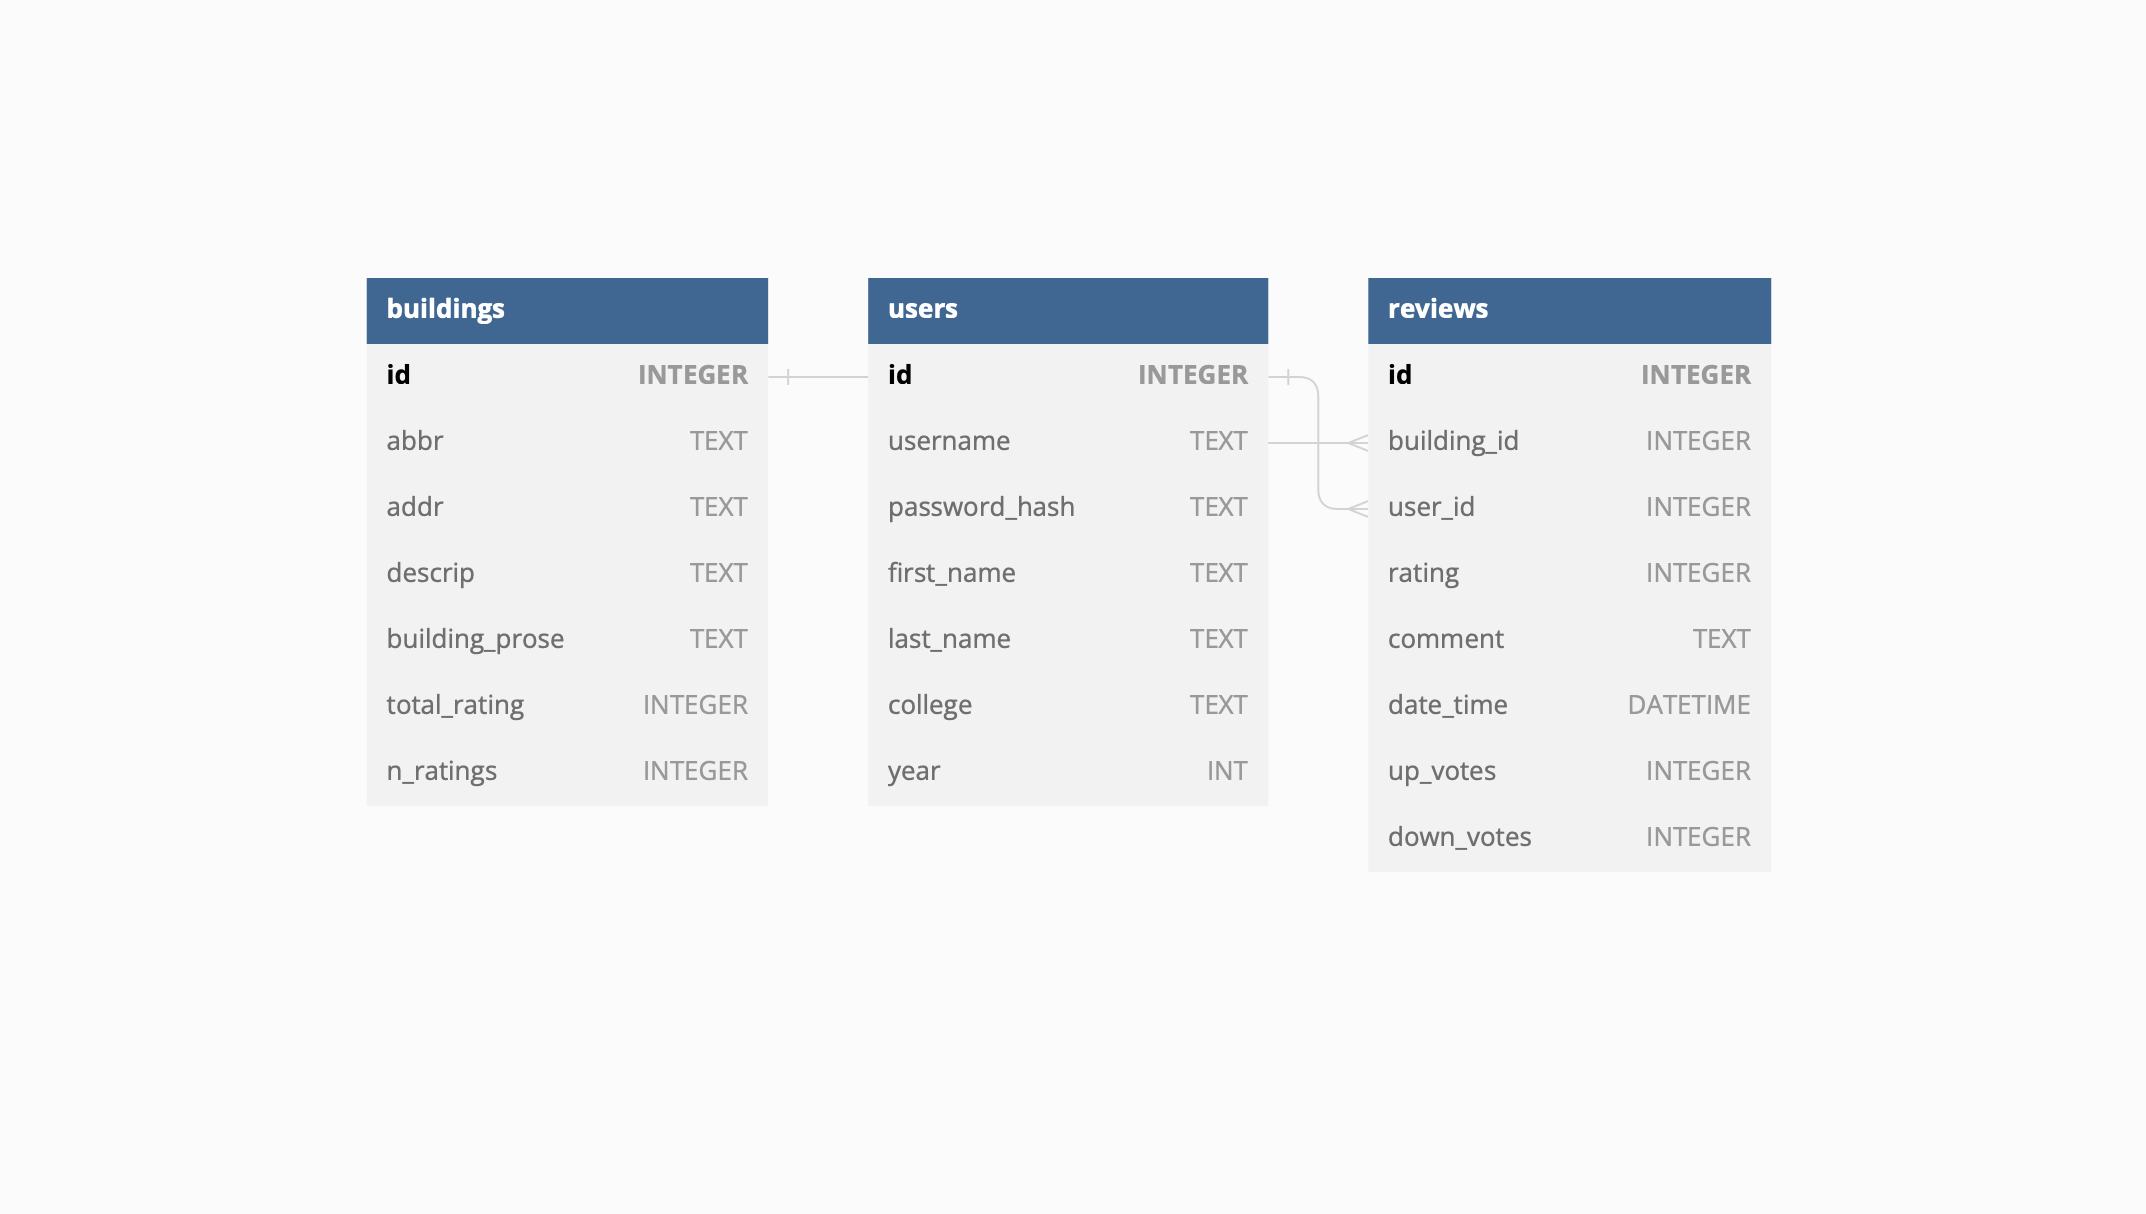 buildings
id INTEGER
abbr TEXT
addr TEXT
descrip TEXT
building_prose TEXT
total_rating INTEGER
n_ratings INTEGER
users
id INTEGER
username TEXT
password_hash TEXT
first_name TEXT
last_name TEXT
college TEXT
year INT
reviews
id INTEGER
building_id INTEGER
user_id INTEGER
rating INTEGER
comment TEXT
date_time DATETIME
up_votes INTEGER
down_votes INTEGER